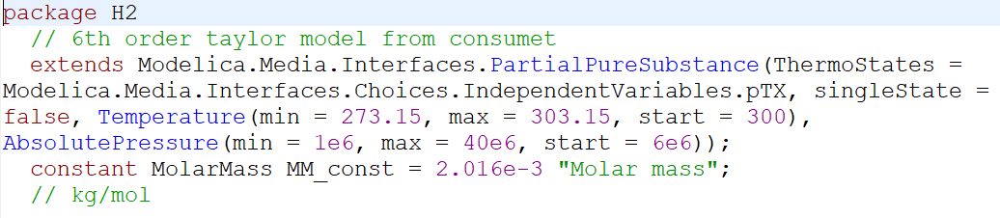 package H2
// 6th order taylor model from consumet
extends Modelica.Media.Interfaces.PartialPureSubstance(ThermoStates =
Modelica.Media.Interfaces.Choices.IndependentVariables.pTX, singleState =
false, Temperature(min = 273.15, max = 303.15, start = 300),
AbsolutePressure(min = 1e6, max = 40e6, start = 6e6));
constant MolarMass MM_const = 2.016e-3 "Molar mass";
// kg/mol